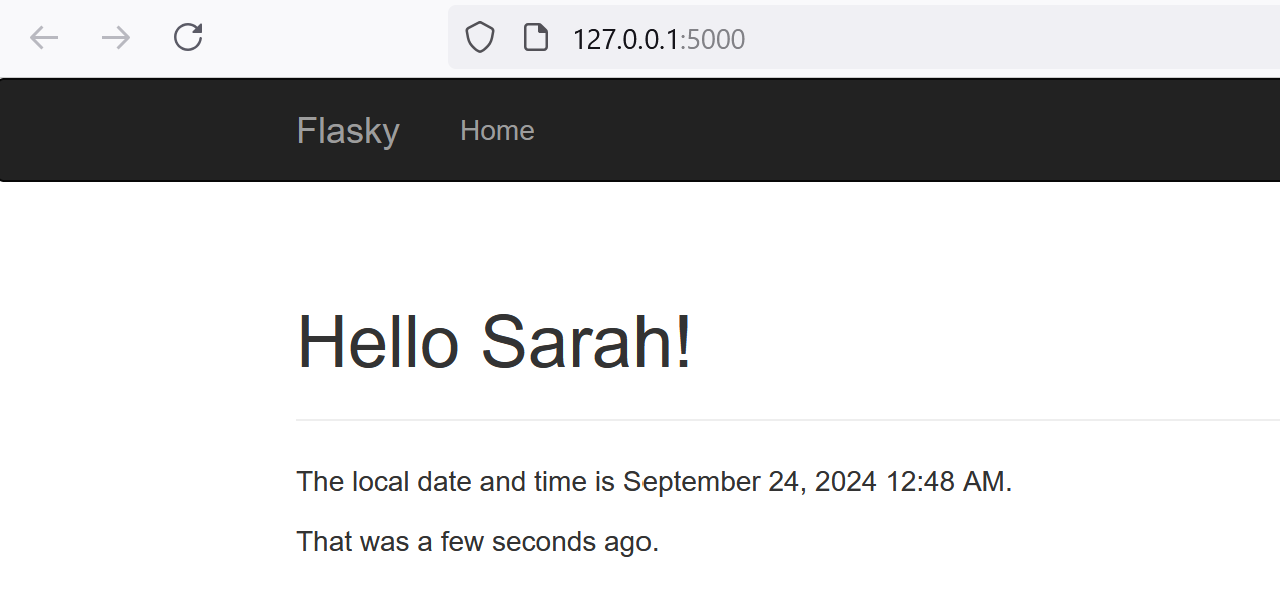 127.0.0.1:5000
Flasky Home
Hello Sarah!
The local date and time is September 24, 2024 12:48 AM.
That was a few seconds ago.